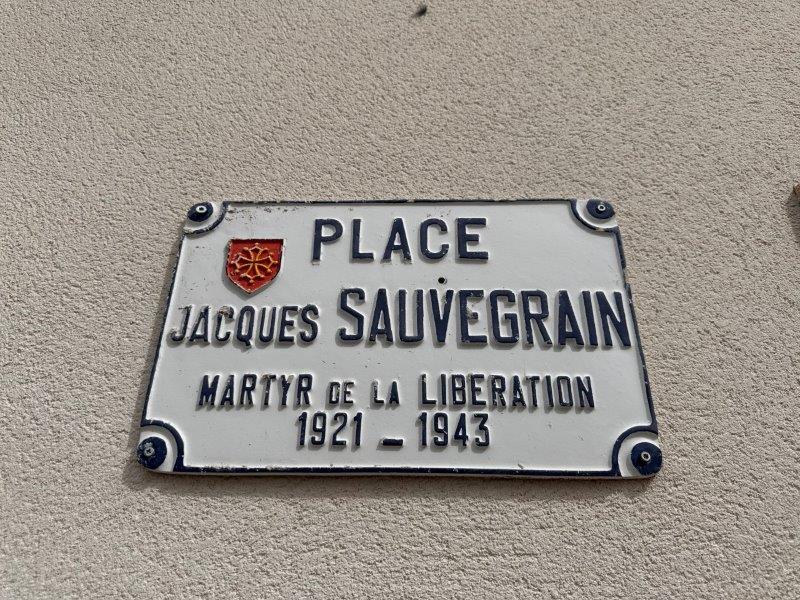 PLACE
JACQUES SAUVEGRAIN
MARTYR DE LA LIBERATION
1921 - 1943